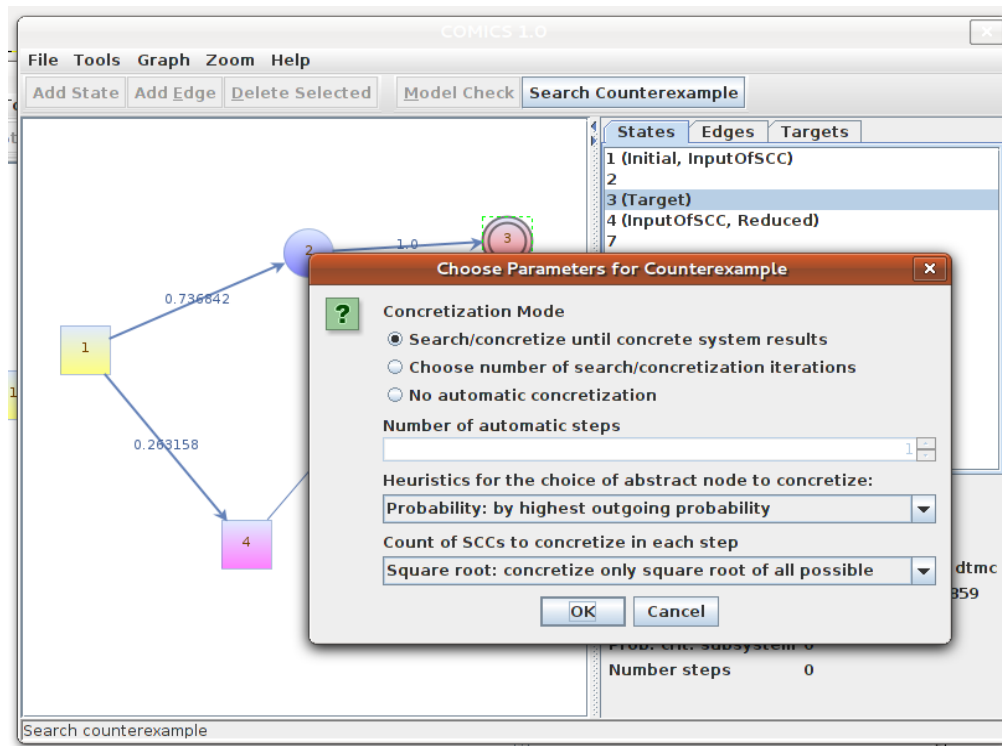 COMICS 1.0
File Tools Graph Zoom Help
Add State Add Edge Delete Selected Model Check Search Counterexample
States Edges Targets
1 (Initial, InputOfSCC)
2
3 (Target)
4 (InputOfSCC, Reduced)
7
3
2
1.0
0.736842
1
0.263158
4
Choose Parameters for Counterexample
?
Concretization Mode
Search/concretize until concrete system results
Choose number of search/concretization iterations
No automatic concretization
Number of automatic steps
1
Heuristics for the choice of abstract node to concretize:
Probability: by highest outgoing probability
Count of SCCs to concretize in each step
Square root: concretize only square root of all possible
OK Cancel
dtmc
859
Prob. crit. subsystem 0
Number steps 0
Search counterexample